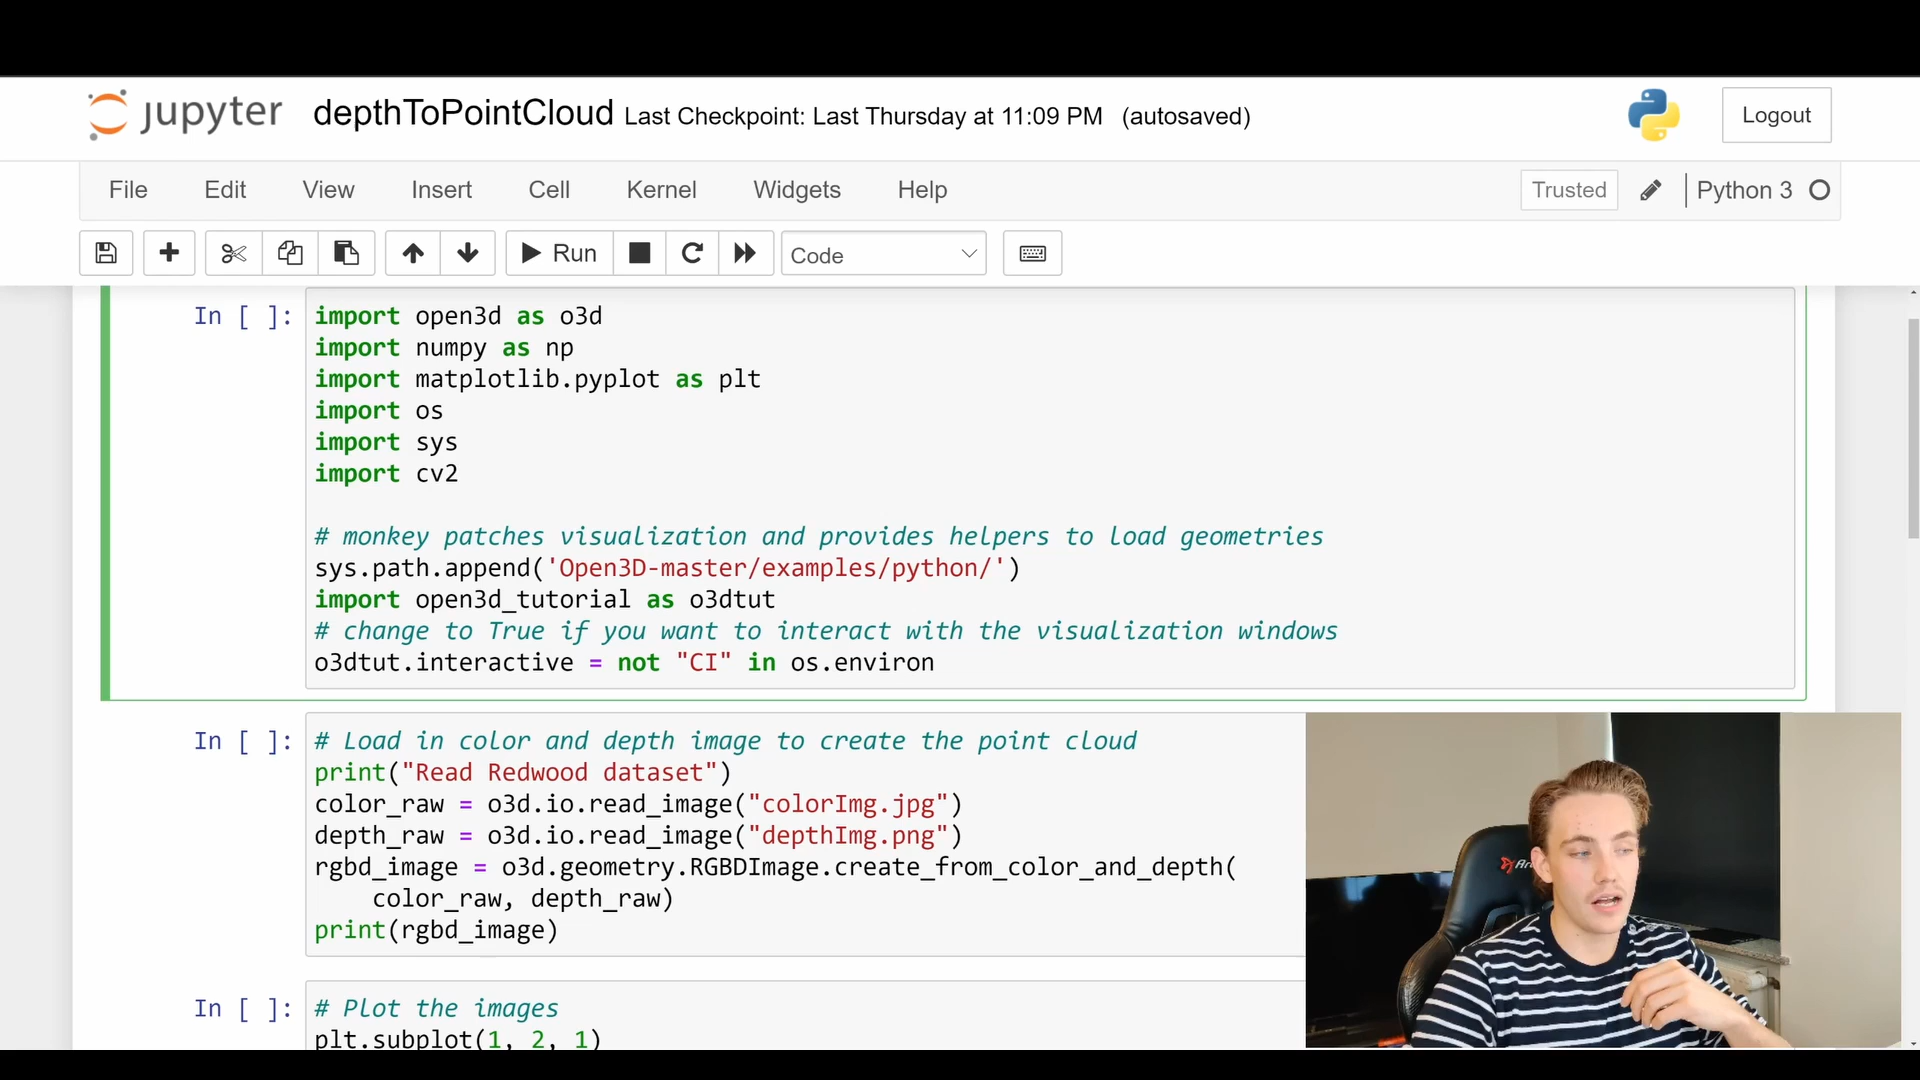 jupyter depthToPointCloud Last Checkpoint: Last Thursday at 11:09 PM (autosaved) Logout
File Edit View Insert Cell Kernel Widgets Help Trusted Python 3
Run Code
In [ ]: import open3d as o3d
import numpy as np
import matplotlib.pyplot as plt
import os
import sys
import cv2
# monkey patches visualization and provides helpers to load geometries
sys.path.append('Open3D-master/examples/python/')
import open3d_tutorial as o3dtut
# change to True if you want to interact with the visualization windows
o3dtut.interactive = not "CI" in os.environ
In [ ]: # Load in color and depth image to create the point cloud
print("Read Redwood dataset")
color_raw = o3d.io.read_image("colorImg.jpg")
depth_raw = o3d.io.read_image("depthImg.png")
rgbd_image = o3d.geometry.RGBDImage.create_from_color_and_depth(
color_raw, depth_raw)
print(rgbd_image)
In [ ]: # Plot the images
plt.subplot(1, 2, 1)